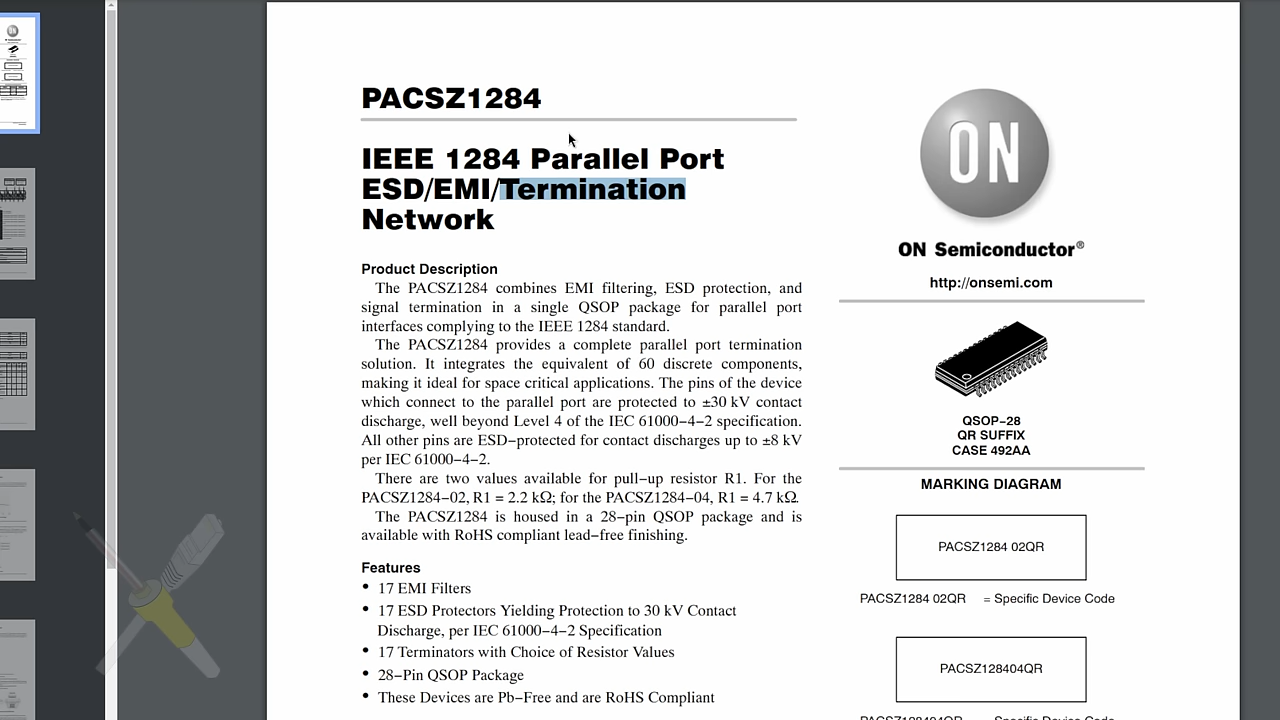 PACSZ1284
IEEE 1284 Parallel Port
ESD/EMI/Termination
Network
Product Description
The PACSZ1284 combines EMI filtering, ESD protection, and
signal termination in a single QSOP package for parallel port
interfaces complying to the IEEE 1284 standard.
The PACSZ1284 provides a complete parallel port termination
solution. It integrates the equivalent of 60 discrete components,
making it ideal for space critical applications. The pins of the device
which connect to the parallel port are protected to ±30 kV contact
discharge, well beyond Level 4 of the IEC 61000−4−2 specification.
All other pins are ESD−protected for contact discharges up to ±8 kV
per IEC 61000−4−2.
There are two values available for pull−up resistor R1. For the
PACSZ1284−02, R1 = 2.2 kΩ; for the PACSZ1284−04, R1 = 4.7 kΩ.
The PACSZ1284 is housed in a 28−pin QSOP package and is
available with RoHS compliant lead−free finishing.
Features
• 17 EMI Filters
• 17 ESD Protectors Yielding Protection to 30 kV Contact
Discharge, per IEC 61000−4−2 Specification
• 17 Terminators with Choice of Resistor Values
• 28−Pin QSOP Package
• These Devices are Pb−Free and are RoHS Compliant
ON
ON Semiconductor®
http://onsemi.com
QSOP−28
QR SUFFIX
CASE 492AA
MARKING DIAGRAM
PACSZ1284 02QR
PACSZ1284 02QR = Specific Device Code
PACSZ128404QR
PACSZ128404QR = Specific Device Code